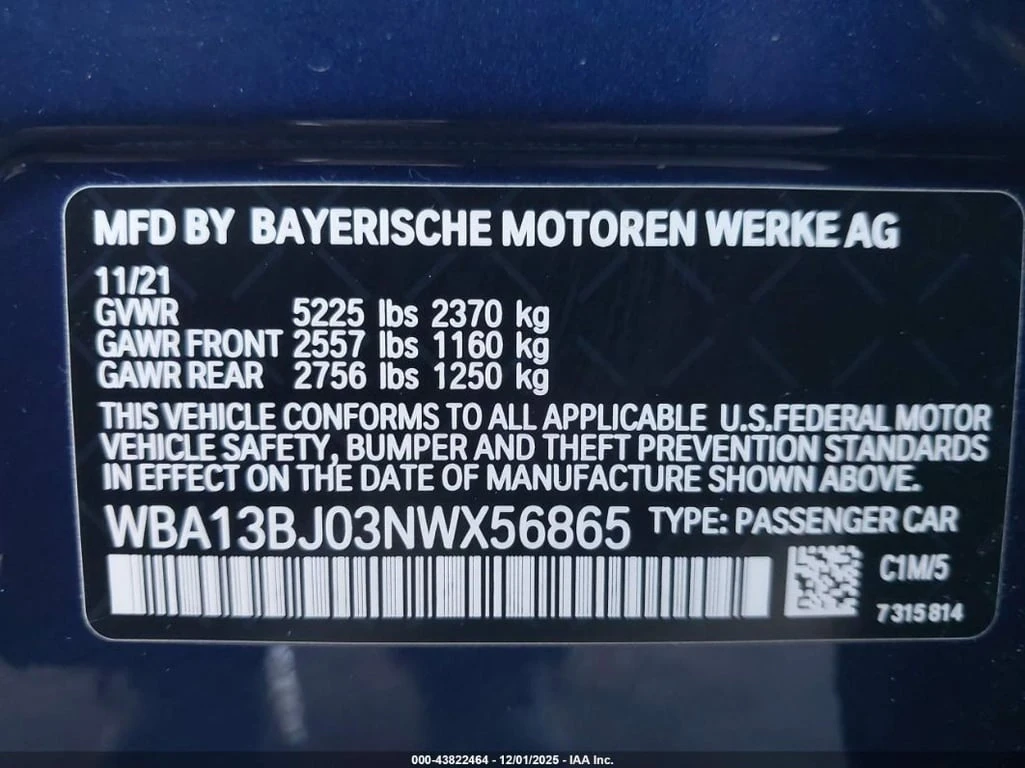 MFD BY BAYERISCHE MOTOREN WERKE AG
11/21
GVWR 5225 lbs 2370 kg
GAWR FRONT 2557 lbs 1160 kg
GAWR REAR 2756 lbs 1250 kg
THIS VEHICLE CONFORMS TO ALL APPLICABLE U.S.FEDERAL MOTOR
VEHICLE SAFETY, BUMPER AND THEFT PREVENTION STANDARDS
IN EFFECT ON THE DATE OF MANUFACTURE SHOWN ABOVE.
WBA13BJ03NWX56865 TYPE: PASSENGER CAR
C1M/5
7315814
000-43822464 - 12/01/2025 - IAA Inc.